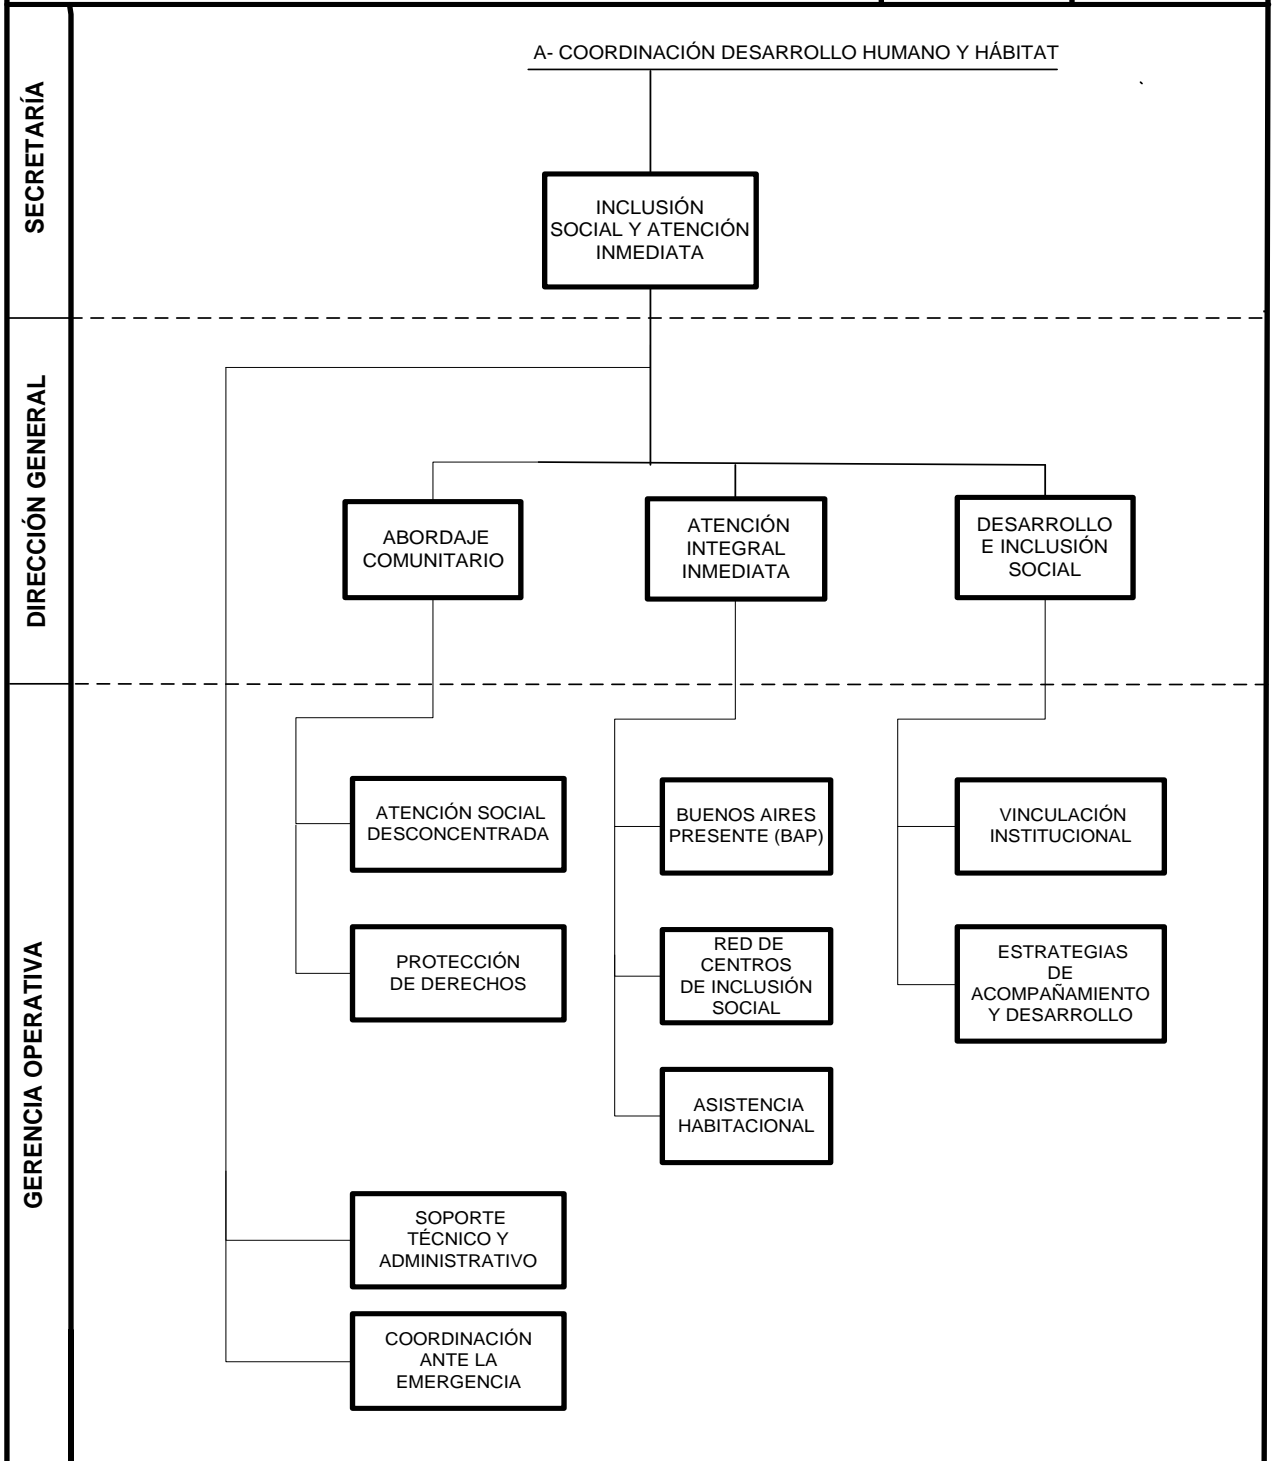 A- COORDINACIÓN DESARROLLO HUMANO Y HÁBITAT
SECRETARÍA
INCLUSIÓN
SOCIAL Y ATENCIÓN
INMEDIATA
DIRECCIÓN GENERAL
ABORDAJE
COMUNITARIO
ATENCIÓN
INTEGRAL
INMEDIATA
DESARROLLO
E INCLUSIÓN
SOCIAL
GERENCIA OPERATIVA
ATENCIÓN SOCIAL
DESCONCENTRADA
BUENOS AIRES
PRESENTE (BAP)
VINCULACIÓN
INSTITUCIONAL
PROTECCIÓN
DE DERECHOS
RED DE
CENTROS
DE INCLUSIÓN
SOCIAL
ESTRATEGIAS
DE
ACOMPAÑAMIENTO
Y DESARROLLO
ASISTENCIA
HABITACIONAL
SOPORTE
TÉCNICO Y
ADMINISTRATIVO
COORDINACIÓN
ANTE LA
EMERGENCIA